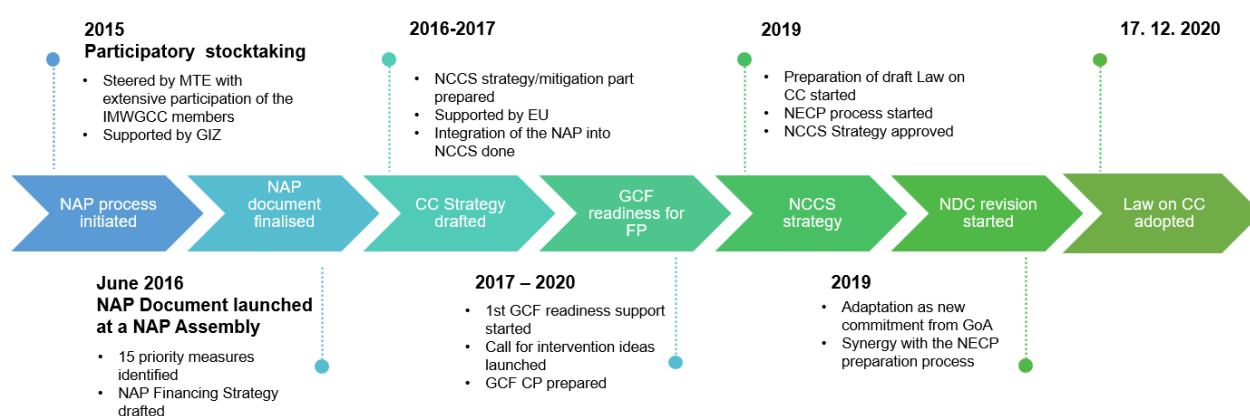 2015
Participatory stocktaking
• Steered by MTE with
extensive participation of the
IMWGCC members
• Supported by GIZ
2016-2017
• NCCS strategy/mitigation part
prepared
• Supported by EU
• Integration of the NAP into
NCCS done
2019
• Preparation of draft Law on
CC started
• NECP process started
• NCCS Strategy approved
17. 12. 2020
NAP process
initiated
NAP
document
finalised
CC Strategy
drafted
GCF
readiness for
FP
NCCS
strategy
NDC revision
started
Law on CC
adopted
June 2016
NAP Document launched
at a NAP Assembly
• 15 priority measures
identified
• NAP Financing Strategy
drafted
2017 – 2020
• 1st GCF readiness support
started
• Call for intervention ideas
launched
• GCF CP prepared
2019
• Adaptation as new
commitment from GoA
• Synergy with the NECP
preparation process